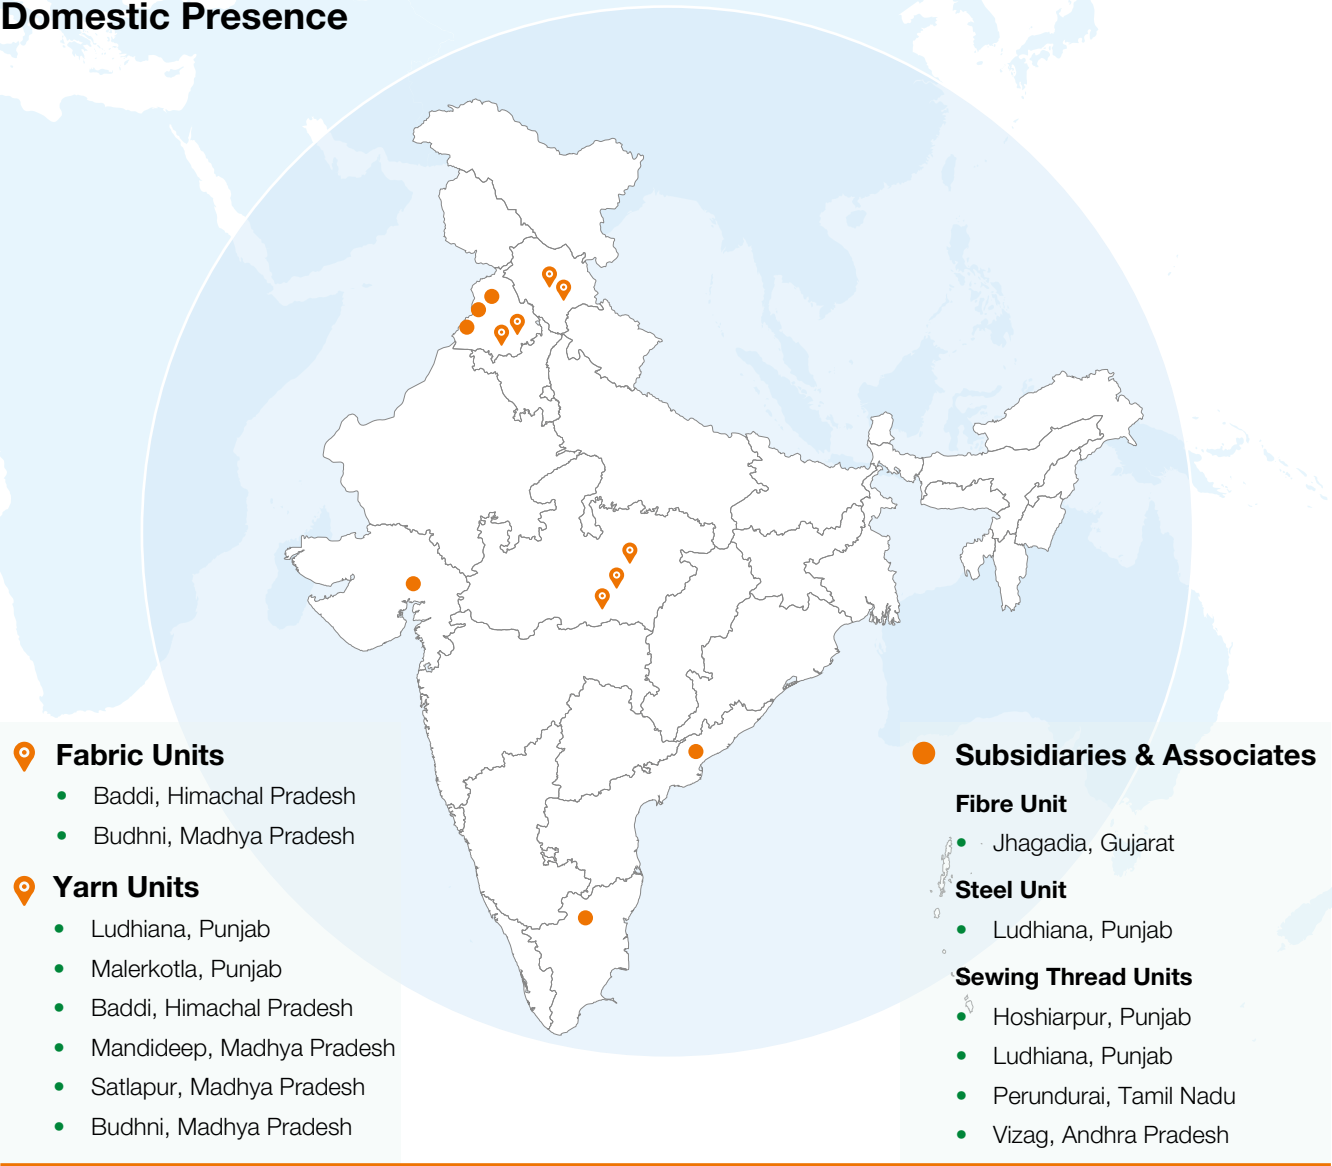 Domestic Presence
Fabric Units
Baddi, Himachal Pradesh
Budhni, Madhya Pradesh
Yarn Units
Ludhiana, Punjab
Malerkotla, Punjab
Baddi, Himachal Pradesh
Mandideep, Madhya Pradesh
Satlapur, Madhya Pradesh
Budhni, Madhya Pradesh
Subsidiaries & Associates
Fibre Unit
Jhagadia, Gujarat
Steel Unit
Ludhiana, Punjab
Sewing Thread Units
Hoshiarpur, Punjab
Ludhiana, Punjab
Perundurai, Tamil Nadu
Vizag, Andhra Pradesh